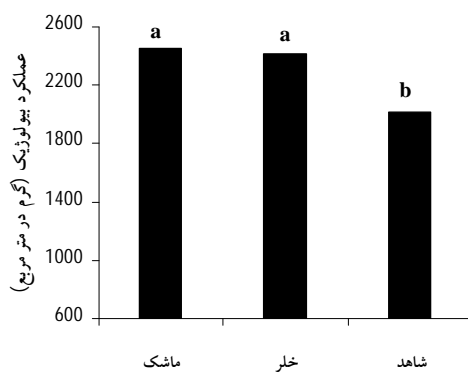 عملکرد بیولوژیک (گرم در متر مربع)
2600
2200
1800
1400
1000
600
a
a
b
ماشک
خلر
شاهد